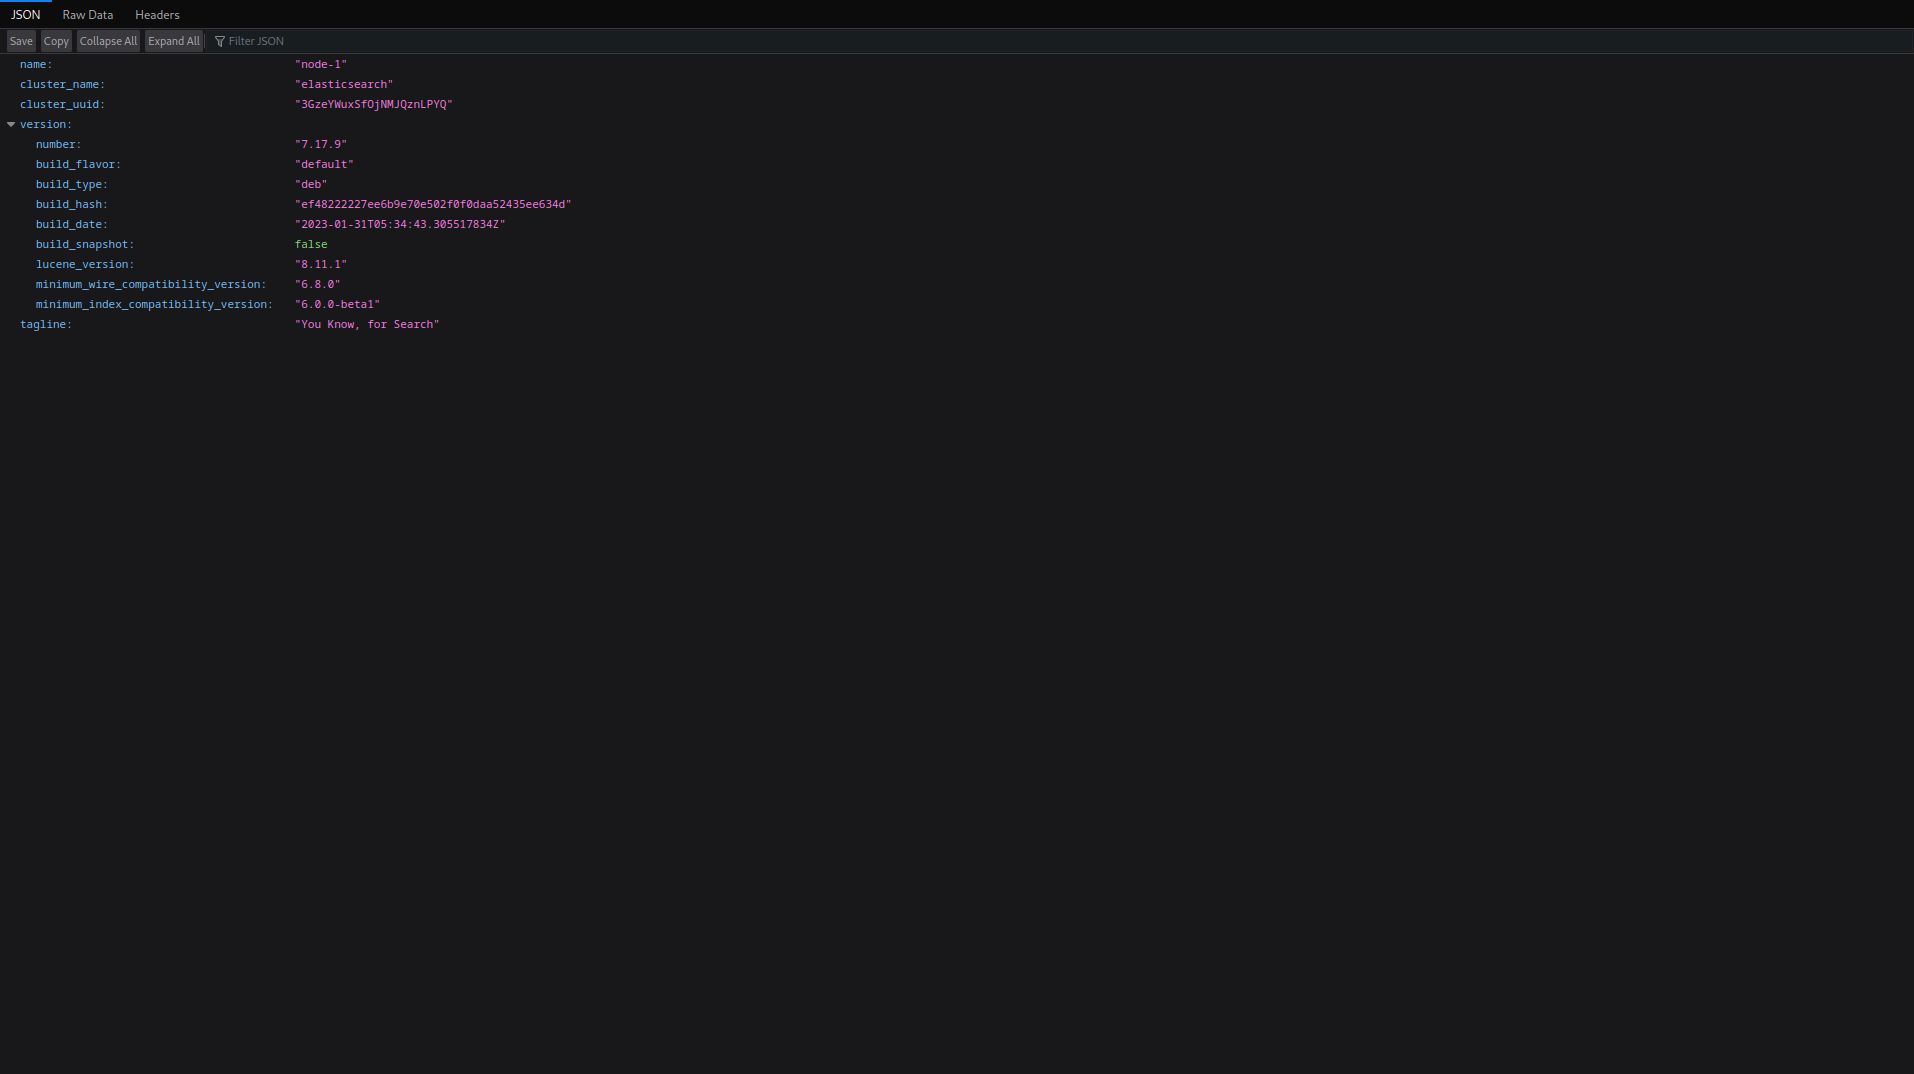 JSON Raw Data Headers
Save Copy Collapse All Expand All Filter JSON
name: "node-1"
cluster_name: "elasticsearch"
cluster_uuid: "3GzeYWuxSfOjNMJQznLPYQ"
version:
number: "7.17.9"
build_flavor: "default"
build_type: "deb"
build_hash: "ef48222227ee6b9e70e502f0f0daa52435ee634d"
build_date: "2023-01-31T05:34:43.305517834Z"
build_snapshot: false
lucene_version: "8.11.1"
minimum_wire_compatibility_version: "6.8.0"
minimum_index_compatibility_version: "6.0.0-beta1"
tagline: "You Know, for Search"